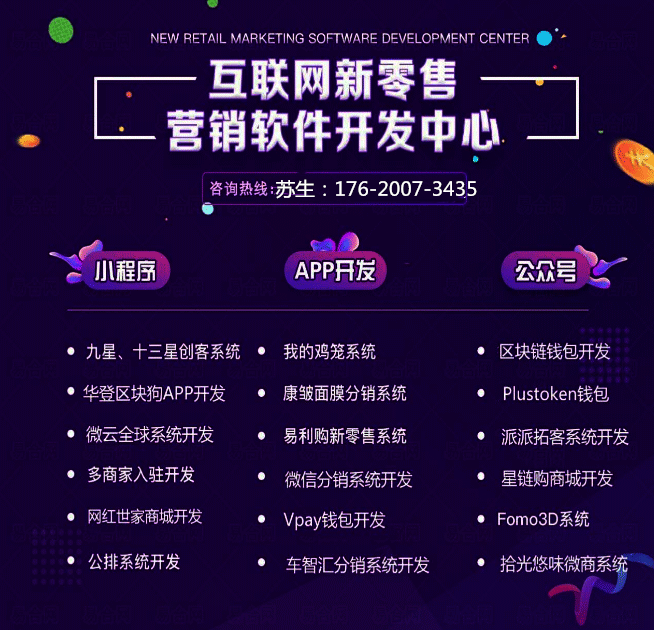 NEW RETAIL MARKETING SOFTWARE DEVELOPMENT CENTER
互联网新零售
营销软件开发中心
咨询热线:苏生：176-2007-3435
小程序
APP开发
公众号
九星、十三星创客系统
我的鸡笼系统
区块链钱包开发
华登区块狗APP开发
康皱面膜分销系统
Plustoken钱包
微云全球系统开发
易利购新零售系统
派派拓客系统开发
多商家入驻开发
微信分销系统开发
星链购商城开发
网红世家商城开发
Vpay钱包开发
Fomo3D系统
公排系统开发
车智汇分销系统开发
拾光悠味微商系统